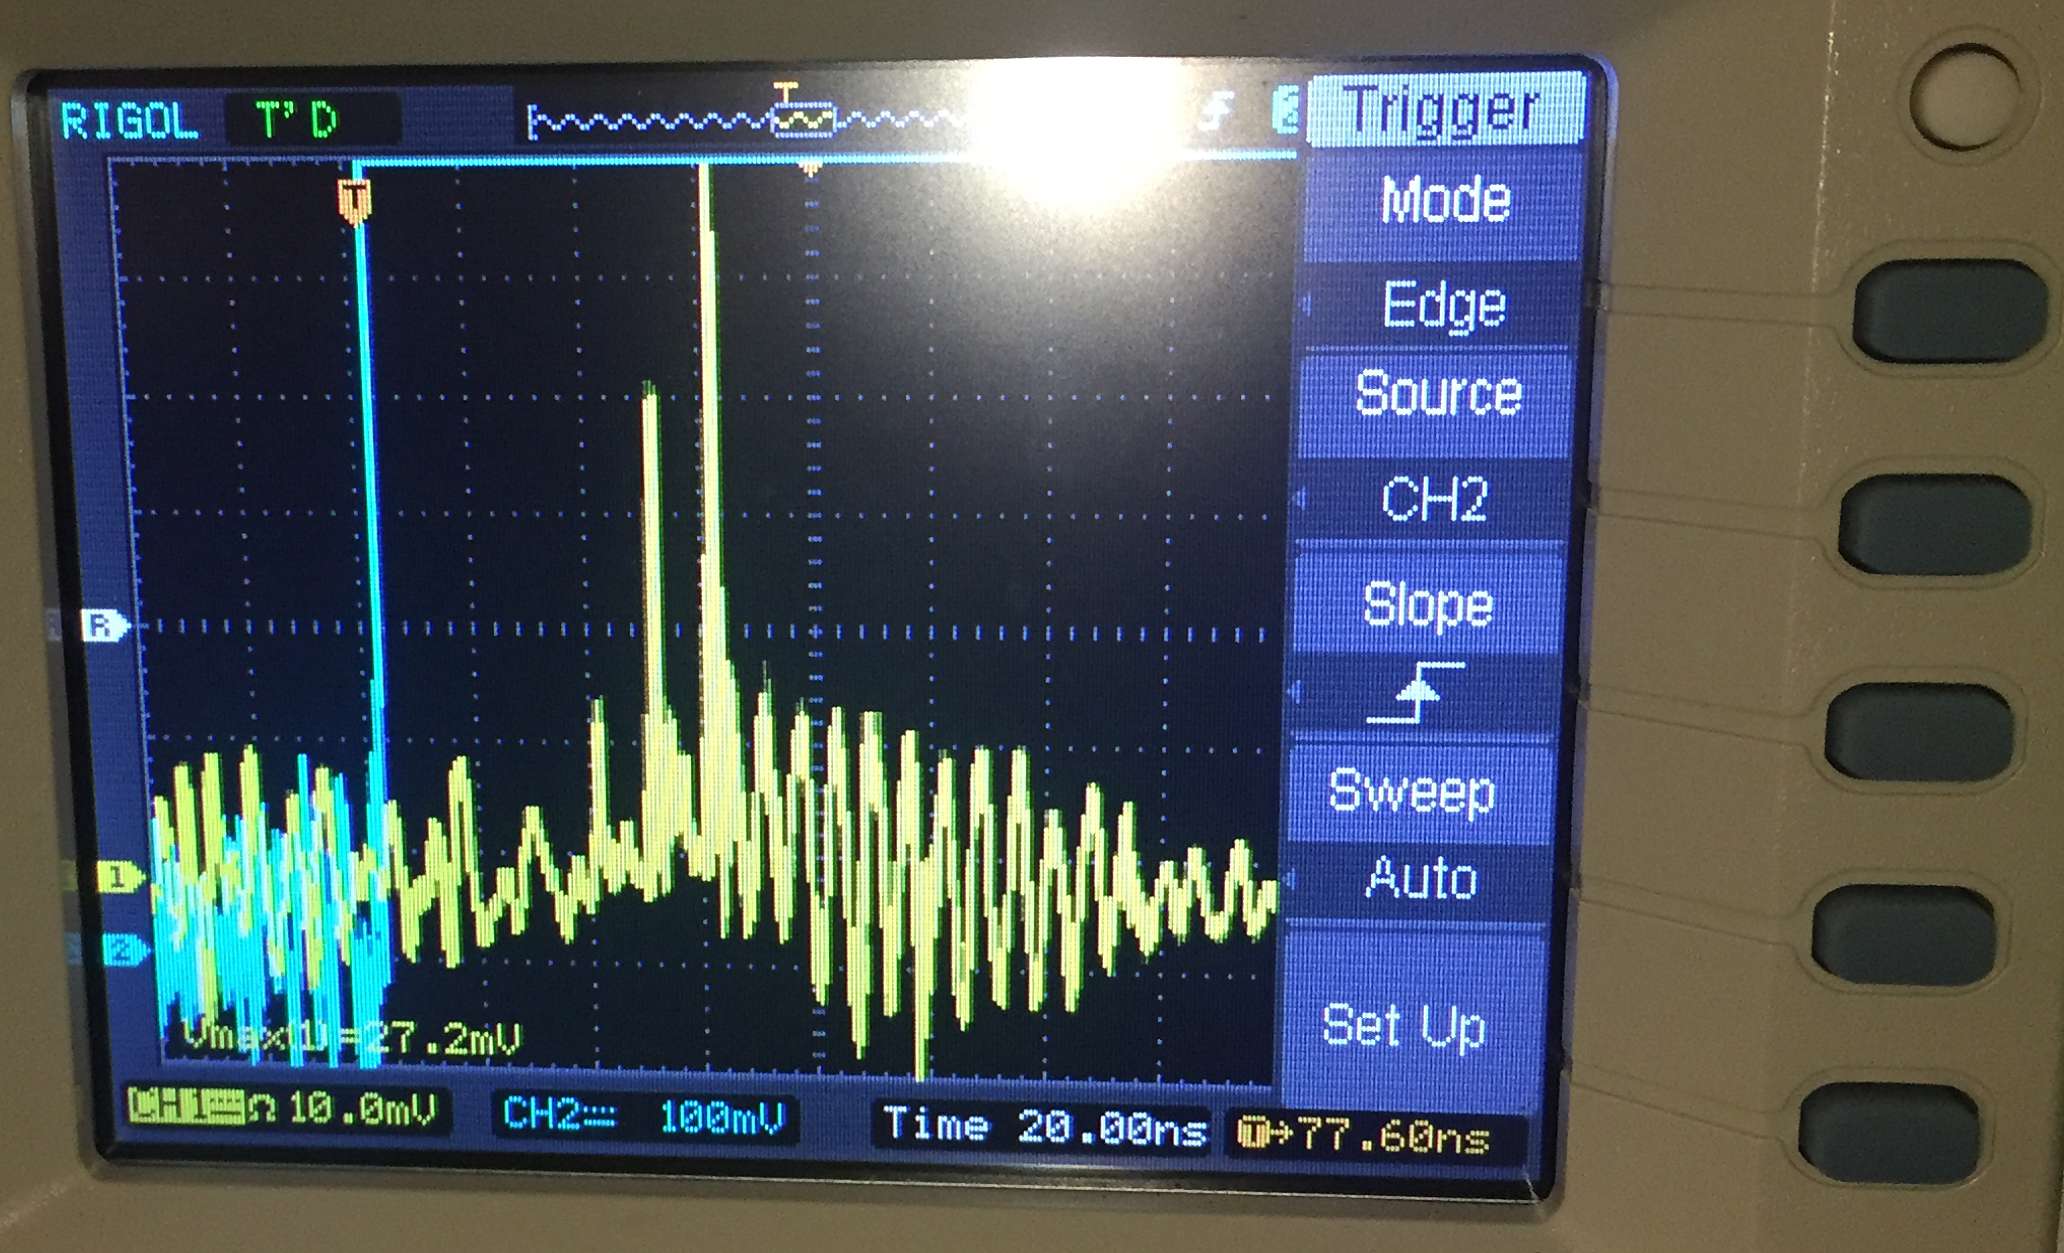 RIGOL T'D T 2 Trigger
Mode
T
Edge
Source
CH2
R
Slope
Sweep
1
Auto
2
Vmax(1)=27.2mV
Set Up
CH1 Ω 10.0mV CH2 100mV Time 20.00ns T→77.60ns